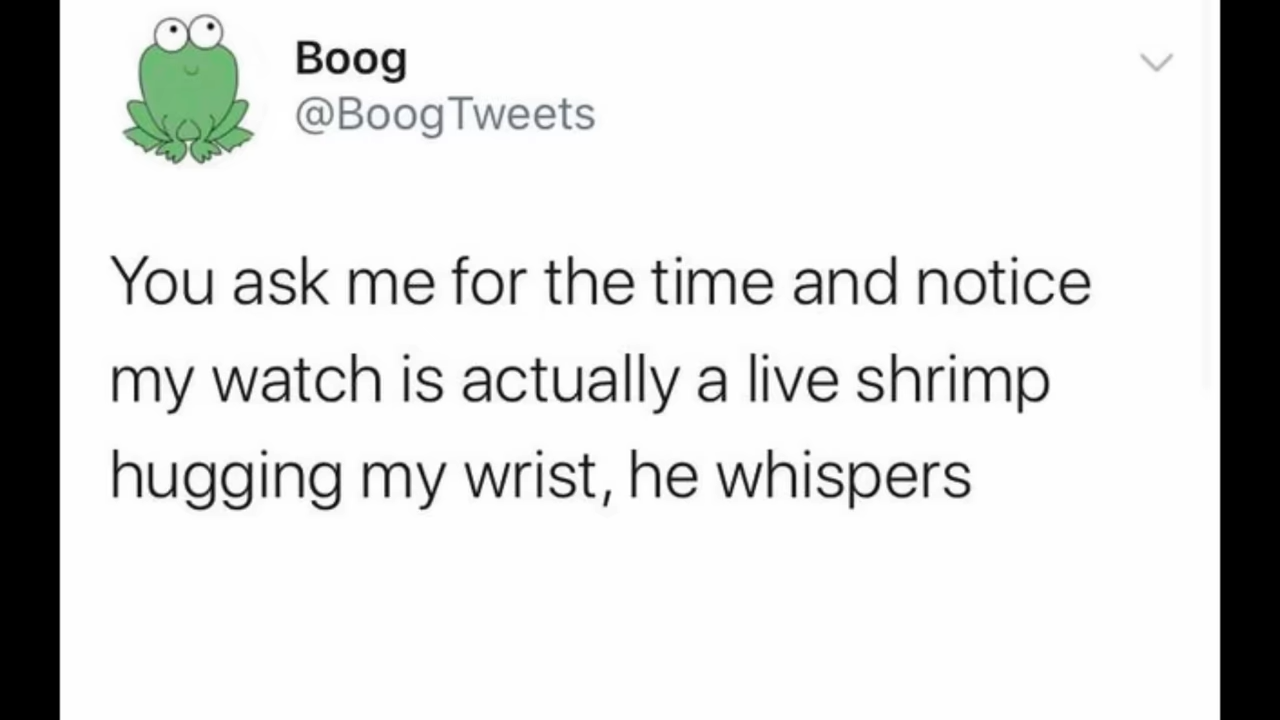 Boog
@BoogTweets
You ask me for the time and notice
my watch is actually a live shrimp
hugging my wrist, he whispers